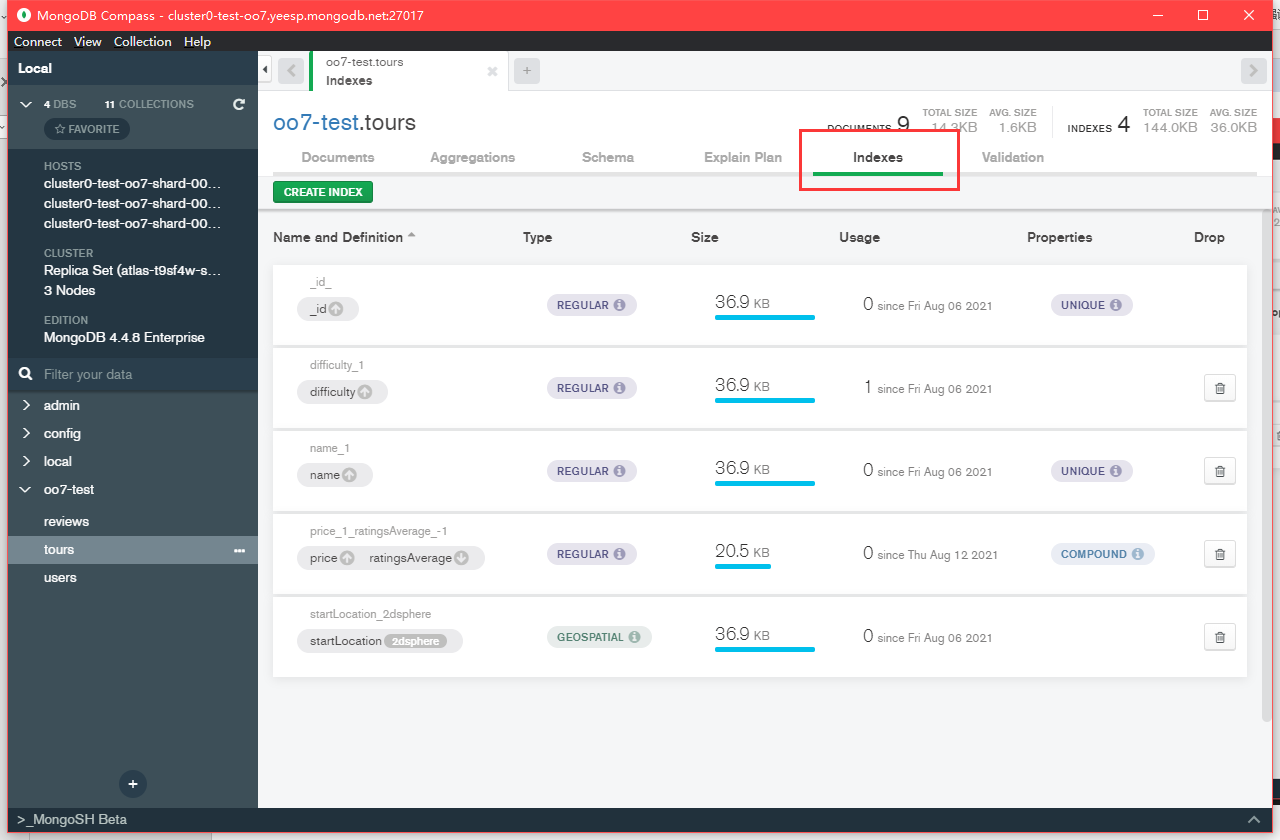 MongoDB Compass - cluster0-test-oo7.yeesp.mongodb.net:27017
Connect View Collection Help
Local
4 DBS 11 COLLECTIONS
FAVORITE
HOSTS
cluster0-test-oo7-shard-00...
cluster0-test-oo7-shard-00...
cluster0-test-oo7-shard-00...
CLUSTER
Replica Set (atlas-t9sf4w-s...
3 Nodes
EDITION
MongoDB 4.4.8 Enterprise
Filter your data
admin
config
local
oo7-test
reviews
tours
users
>_MongoSH Beta
oo7-test.tours
Indexes
oo7-test.tours
DOCUMENTS 9 TOTAL SIZE 14.3KB AVG. SIZE 1.6KB
INDEXES 4 TOTAL SIZE 144.0KB AVG. SIZE 36.0KB
Documents Aggregations Schema Explain Plan Indexes Validation
CREATE INDEX
Name and Definition Type Size Usage Properties Drop
_id_
_id REGULAR 36.9 KB 0 since Fri Aug 06 2021 UNIQUE
difficulty_1
difficulty REGULAR 36.9 KB 1 since Fri Aug 06 2021
name_1
name REGULAR 36.9 KB 0 since Fri Aug 06 2021 UNIQUE
price_1_ratingsAverage_-1
price ratingsAverage REGULAR 20.5 KB 0 since Thu Aug 12 2021 COMPOUND
startLocation_2dsphere
startLocation 2dsphere GEOSPATIAL 36.9 KB 0 since Fri Aug 06 2021